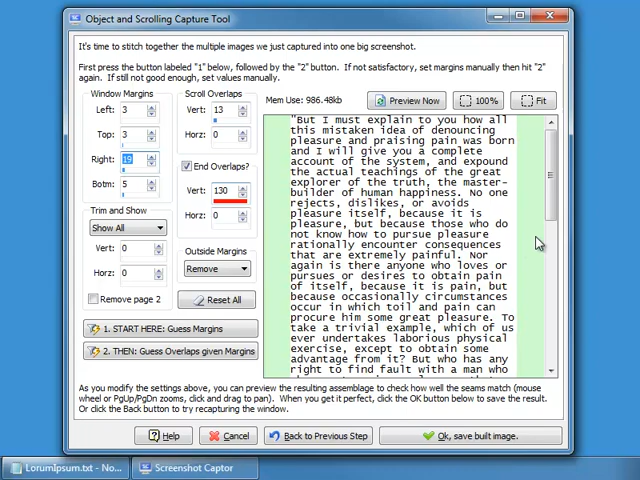 Object and Scrolling Capture Tool
It's time to stitch together the multiple images we just captured into one big screenshot.
First press the button labeled "1" below, followed by the "2" button. If not satisfactory, set margins manually then hit "2"
again. If still not good enough, set values manually.
Window Margins
Left: 3
Top: 3
Right: 19
Botm: 5
Scroll Overlaps
Vert: 13
Horz: 0
End Overlaps?
Vert: 130
Horz: 0
Trim and Show
Show All
Vert: 0
Horz: 0
Remove page 2
Outside Margins
Remove
Reset All
1. START HERE: Guess Margins
2. THEN: Guess Overlaps given Margins
Mem Use: 986.48kb
Preview Now
100%
Fit
"But I must explain to you how all
this mistaken idea of denouncing
pleasure and praising pain was born
and I will give you a complete
account of the system, and expound
the actual teachings of the great
explorer of the truth, the master-
builder of human happiness. No one
rejects, dislikes, or avoids
pleasure itself, because it is
pleasure, but because those who do
not know how to pursue pleasure
rationally encounter consequences
that are extremely painful. Nor
again is there anyone who loves or
pursues or desires to obtain pain
of itself, because it is pain, but
because occasionally circumstances
occur in which toil and pain can
procure him some great pleasure. To
take a trivial example, which of us
ever undertakes laborious physical
exercise, except to obtain some
advantage from it? But who has any
right to find fault with a man who
As you modify the settings above, you can preview the resulting assemblage to check how well the seams match (mouse
wheel or PgUp/PgDn zooms, click and drag to pan). When you get it perfect, click the OK button below to save the result.
Or click the Back button to try recapturing the window.
Help
Cancel
Back to Previous Step
Ok, save built image.
LorumIpsum.txt - No...
Screenshot Captor